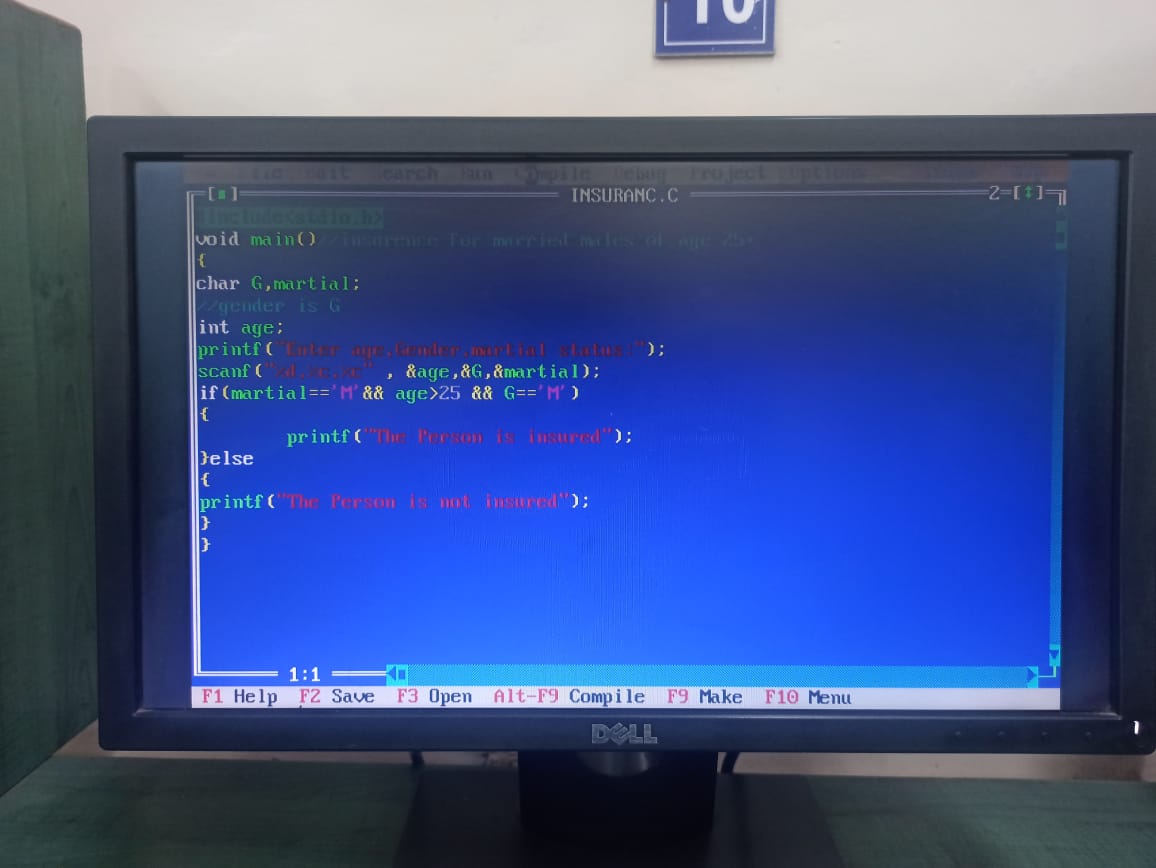 10
File Edit Search Run Compile Debug Project Options
[■] INSURANC.C 2=[↕]
#include<stdio.h>
void main()//insurence for married males of age 25+
{
char G,martial;
//gender is G
int age;
printf("Enter age,Gender,martial status:");
scanf("%d,%c,%c" , &age,&G,&martial);
if(martial=='M'&& age>25 && G=='M')
{
printf("The Person is insured");
}else
{
printf("The Person is not insured");
}
}
1:1
F1 Help F2 Save F3 Open Alt-F9 Compile F9 Make F10 Menu
DELL